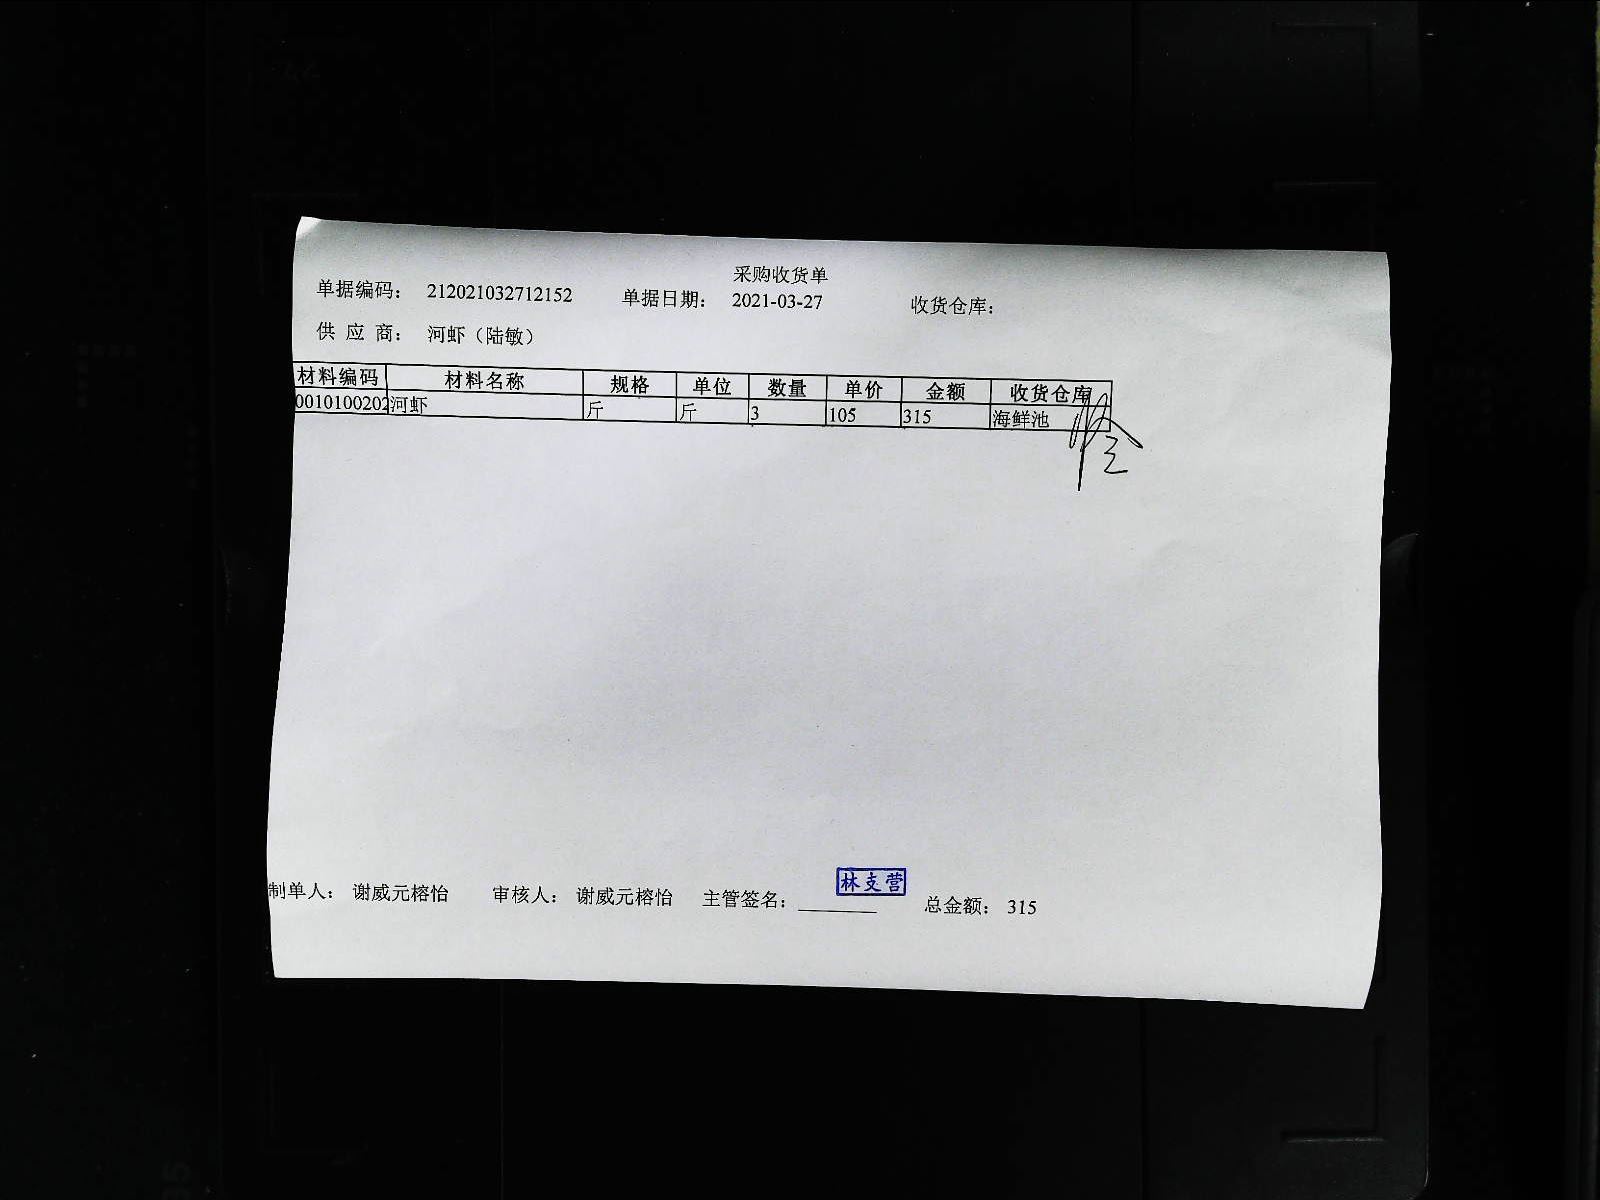 采购收货单
单据编码： 212021032712152 单据日期： 2021-03-27 收货仓库：
供 应 商： 河虾（陆敏）
材料编码 材料名称 规格 单位 数量 单价 金额 收货仓库
0010100202 河虾 斤 斤 3 105 315 海鲜池
林支营
制单人： 谢威元榕怡 审核人： 谢威元榕怡 主管签名： 总金额： 315